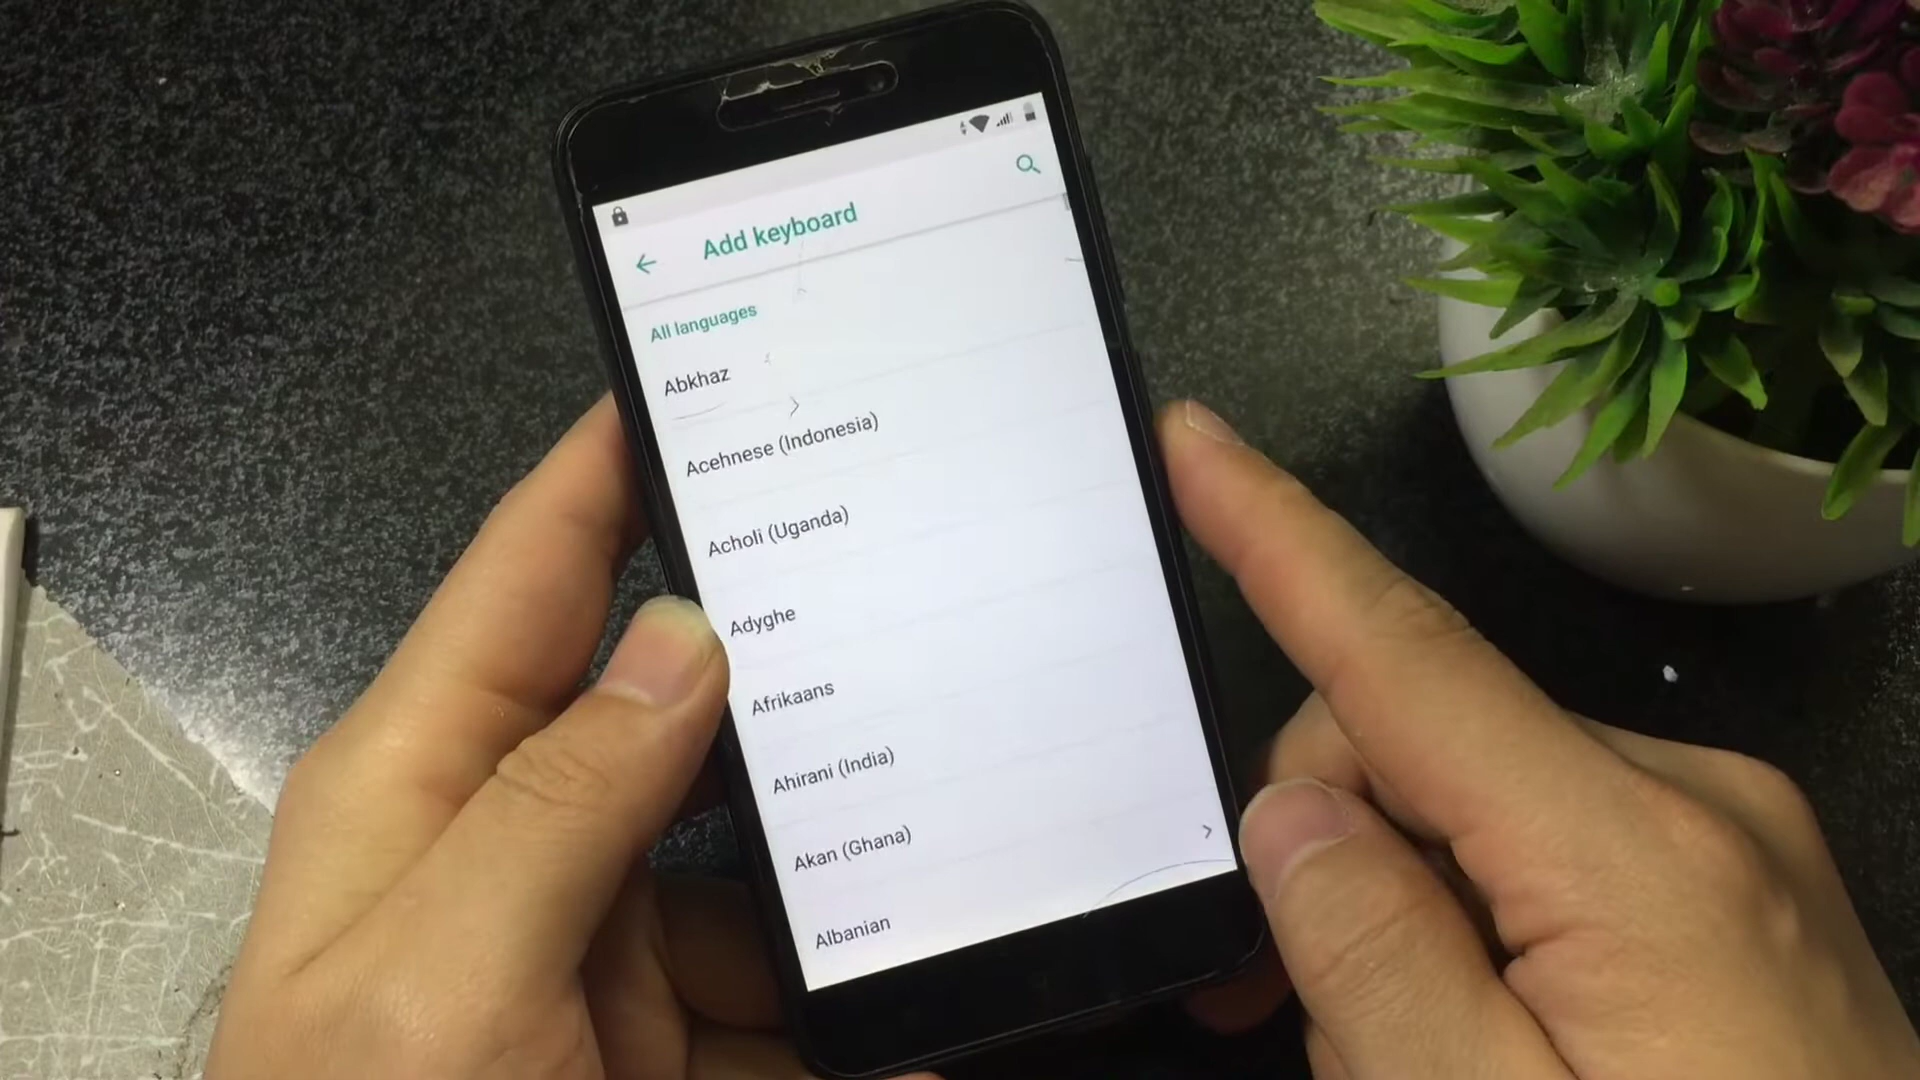 Add keyboard
All languages
Abkhaz
Acehnese (Indonesia)
Acholi (Uganda)
Adyghe
Afrikaans
Ahirani (India)
Akan (Ghana)
Albanian